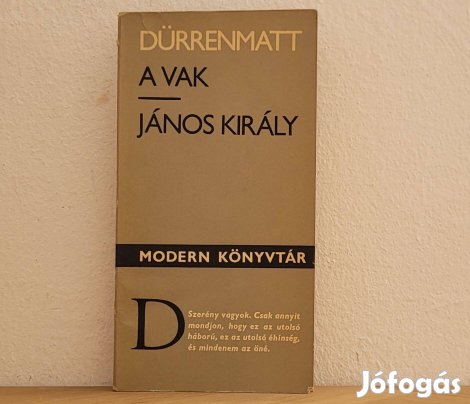 DÜRRENMATT
A VAK
JÁNOS KIRÁLY
MODERN KÖNYVTÁR
D
Szerény vagyok. Csak annyit
mondjon, hogy ez az utolsó
háború, ez az utolsó éhinség,
és mindenem az öné.
Jófogás